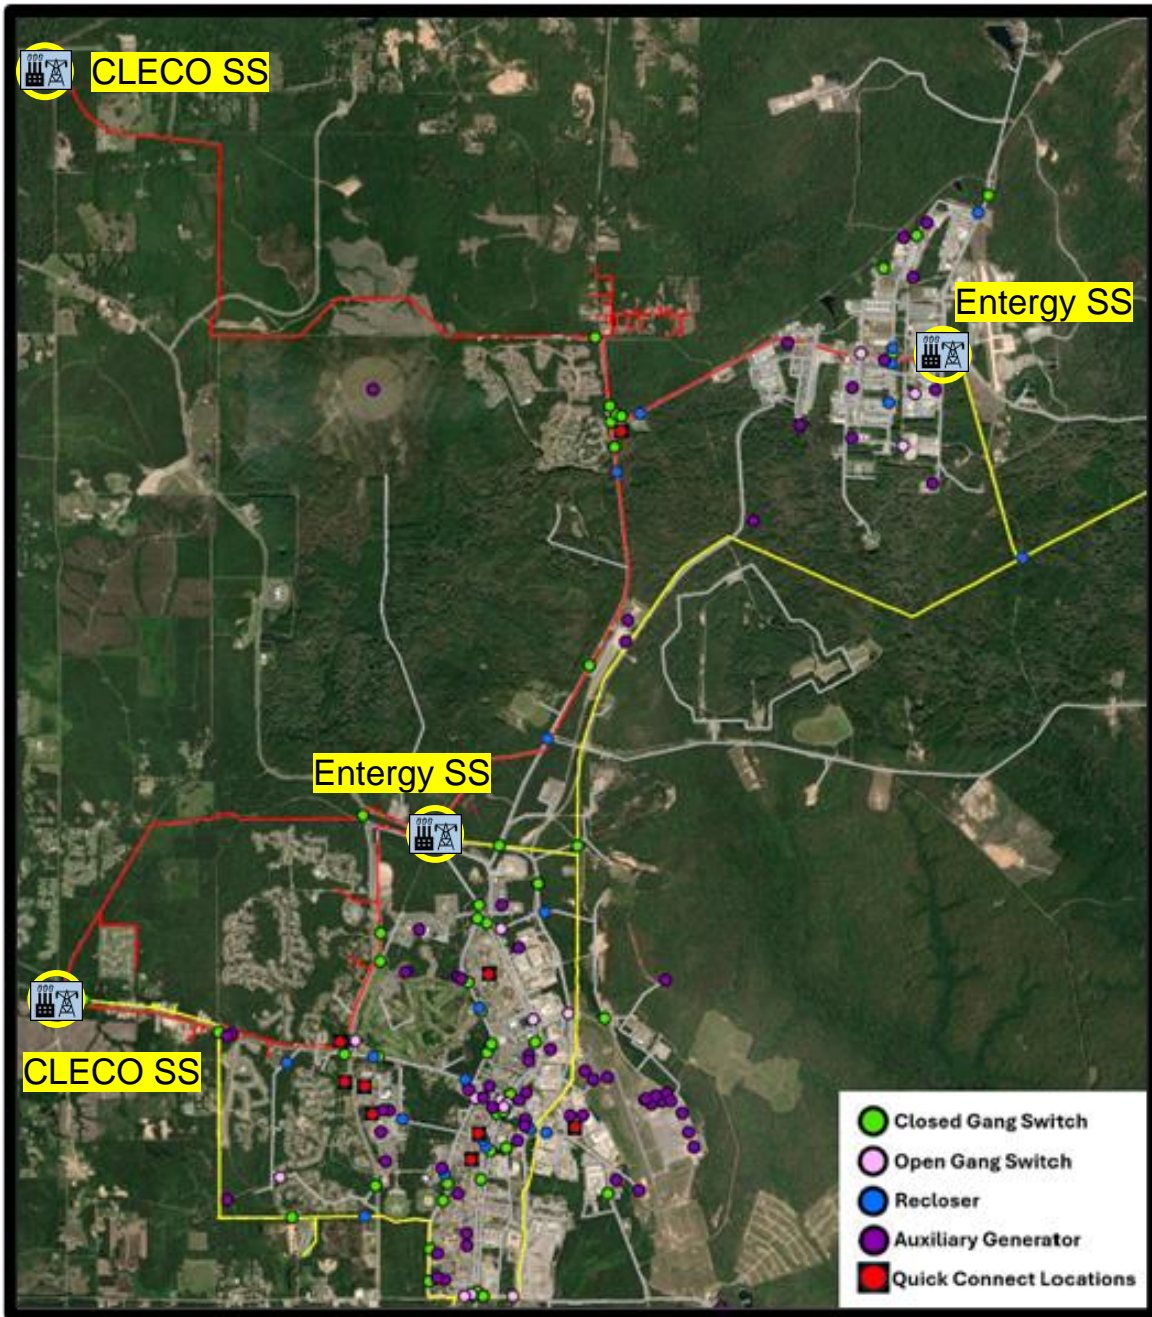 CLECO SS
Entergy SS
Entergy SS
CLECO SS
Closed Gang Switch
Open Gang Switch
Recloser
Auxiliary Generator
Quick Connect Locations